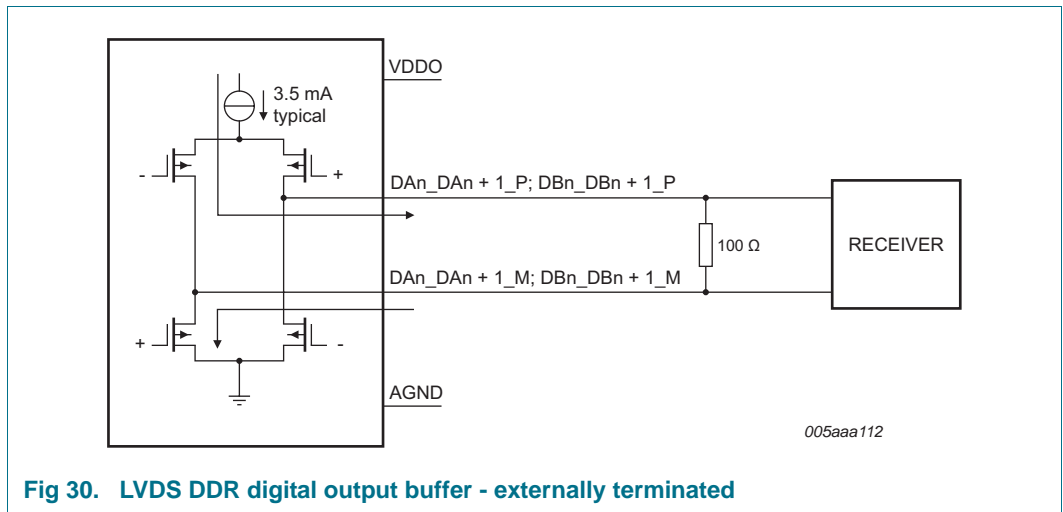 VDDO
3.5 mA
typical
-
+
DAn_DAn + 1_P; DBn_DBn + 1_P
100 Ω
RECEIVER
DAn_DAn + 1_M; DBn_DBn + 1_M
+
-
AGND
005aaa112
Fig 30. LVDS DDR digital output buffer - externally terminated